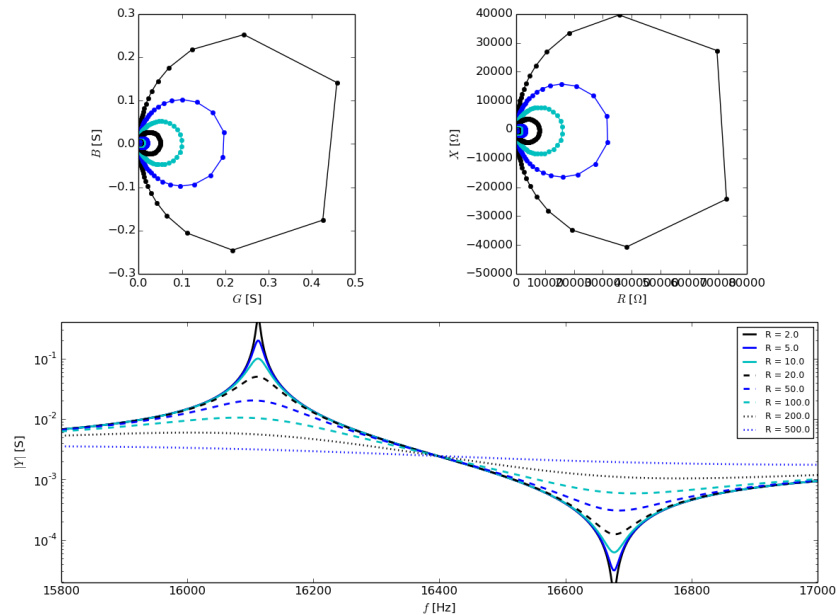 0.3
0.2
0.1
0.0
−0.1
−0.2
−0.3
B [S]
0.0 0.1 0.2 0.3 0.4 0.5
G [S]
40000
30000
20000
10000
0
−10000
−20000
−30000
−40000
−50000
X [Ω]
0 10000 20000 30000 40000 50000 60000 70000 80000
R [Ω]
10⁻¹
10⁻²
10⁻³
10⁻⁴
|Y| [S]
R = 2.0
R = 5.0
R = 10.0
R = 20.0
R = 50.0
R = 100.0
R = 200.0
R = 500.0
15800 16000 16200 16400 16600 16800 17000
f [Hz]